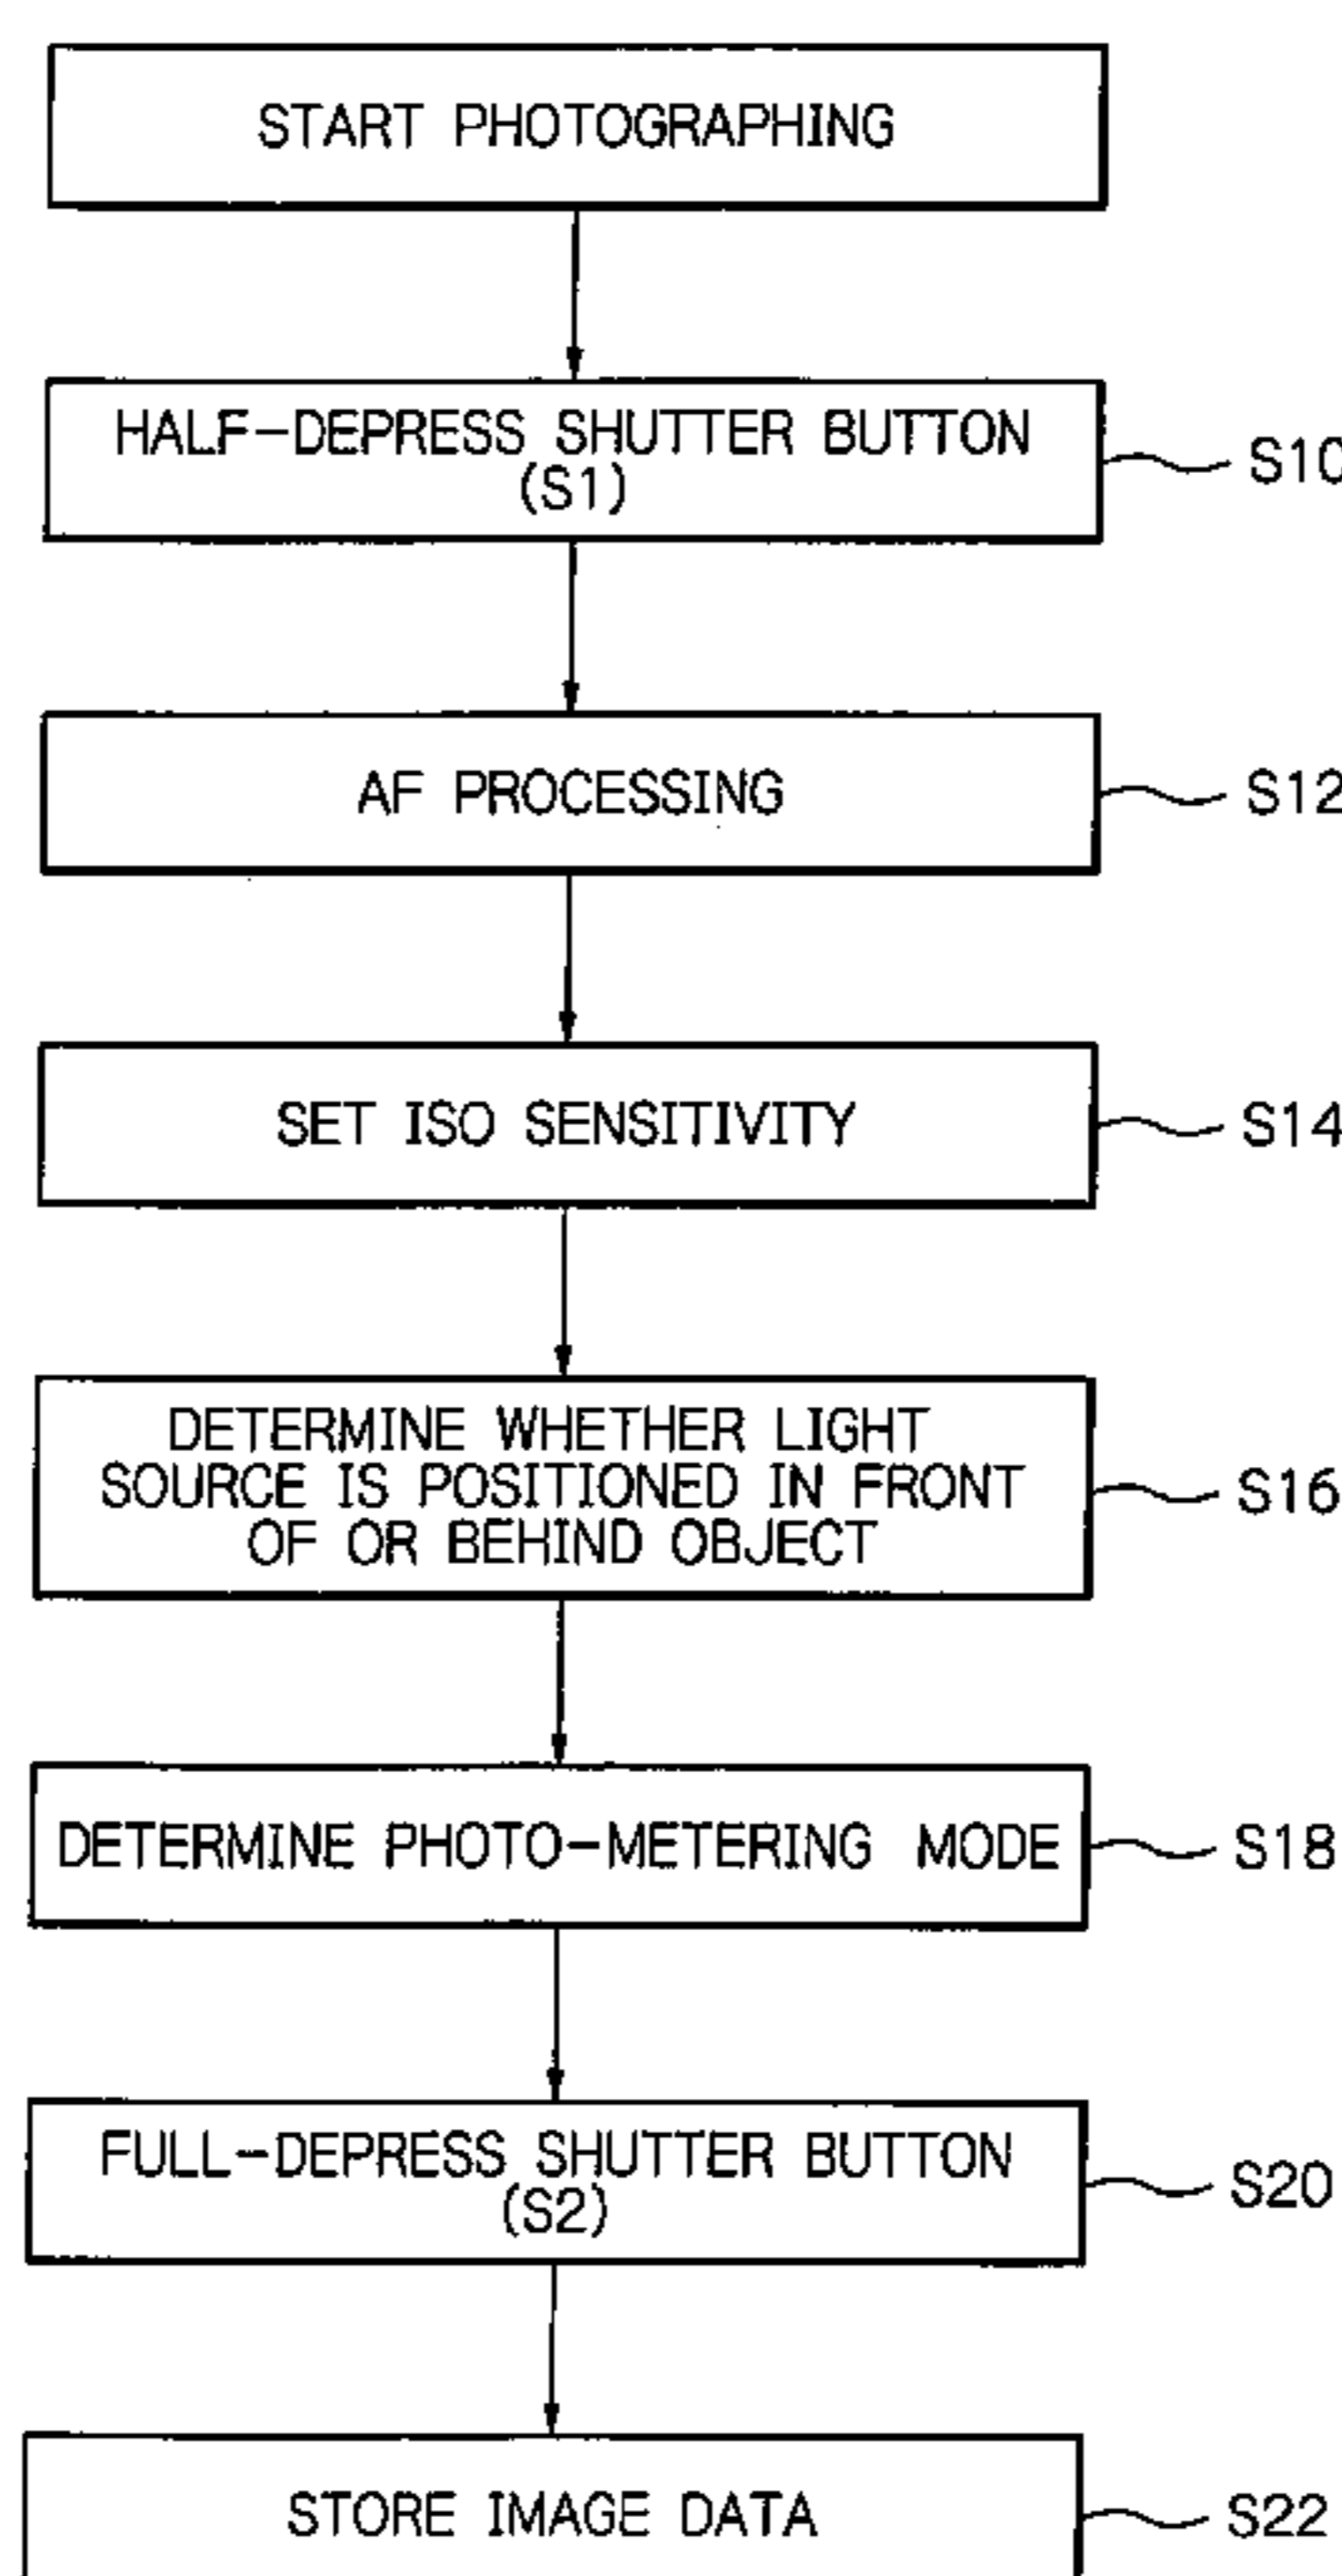 START PHOTOGRAPHING
HALF-DEPRESS SHUTTER BUTTON
(S1)
S10
AF PROCESSING
S12
SET ISO SENSITIVITY
S14
DETERMINE WHETHER LIGHT
SOURCE IS POSITIONED IN FRONT
OF OR BEHIND OBJECT
S16
DETERMINE PHOTO-METERING MODE
S18
FULL-DEPRESS SHUTTER BUTTON
(S2)
S20
STORE IMAGE DATA
S22